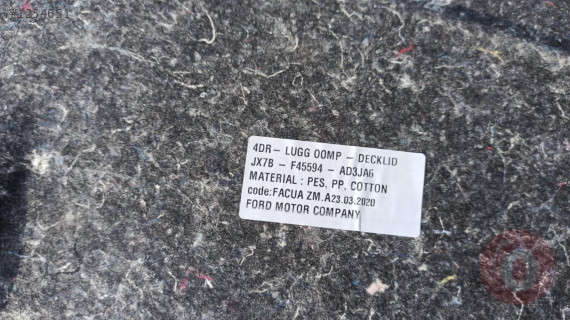 4DR- LUGG OOMP - DECKLID
JX7B - F45594 - AD3JA6
MATERIAL : PES, PP, COTTON
code:FACUA ZM.A23.03.2020
FORD MOTOR COMPANY